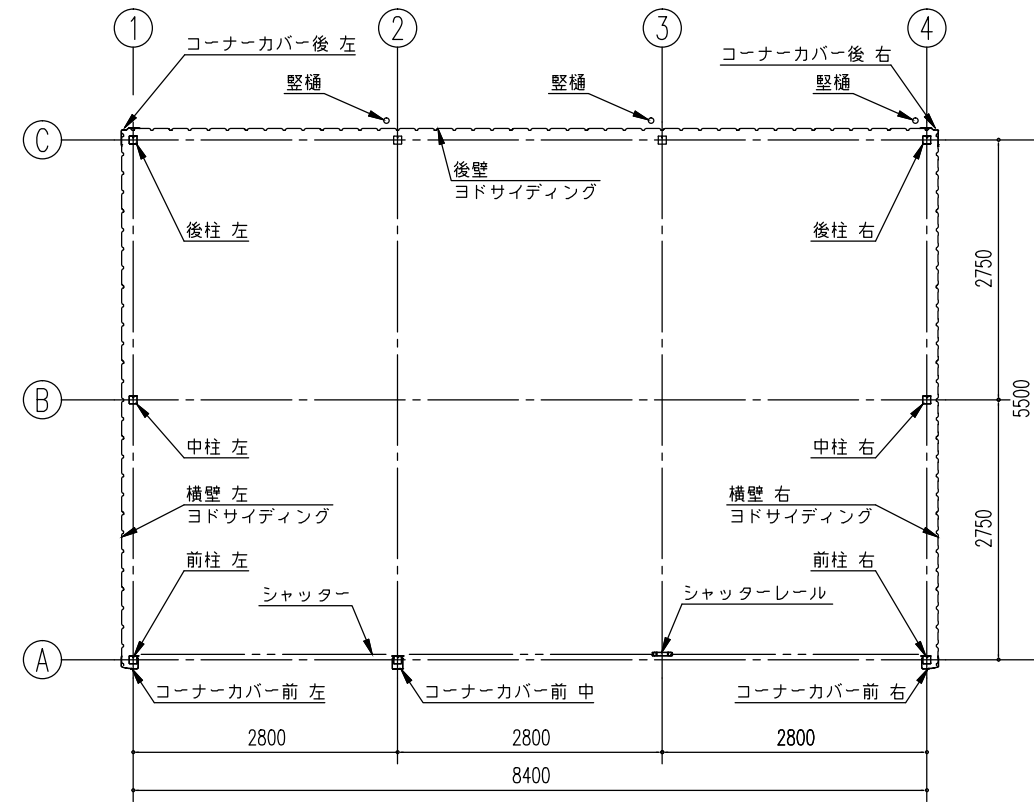 1
2
3
4
コーナーカバー後 左
コーナーカバー後 右
竪樋
竪樋
竪樋
C
後壁
ヨドサイディング
後柱 左
後柱 右
2750
B
5500
中柱 左
中柱 右
横壁 左
ヨドサイディング
横壁 右
ヨドサイディング
2750
前柱 左
前柱 右
シャッター
シャッターレール
A
コーナーカバー前 左
コーナーカバー前 中
コーナーカバー前 右
2800
2800
2800
8400